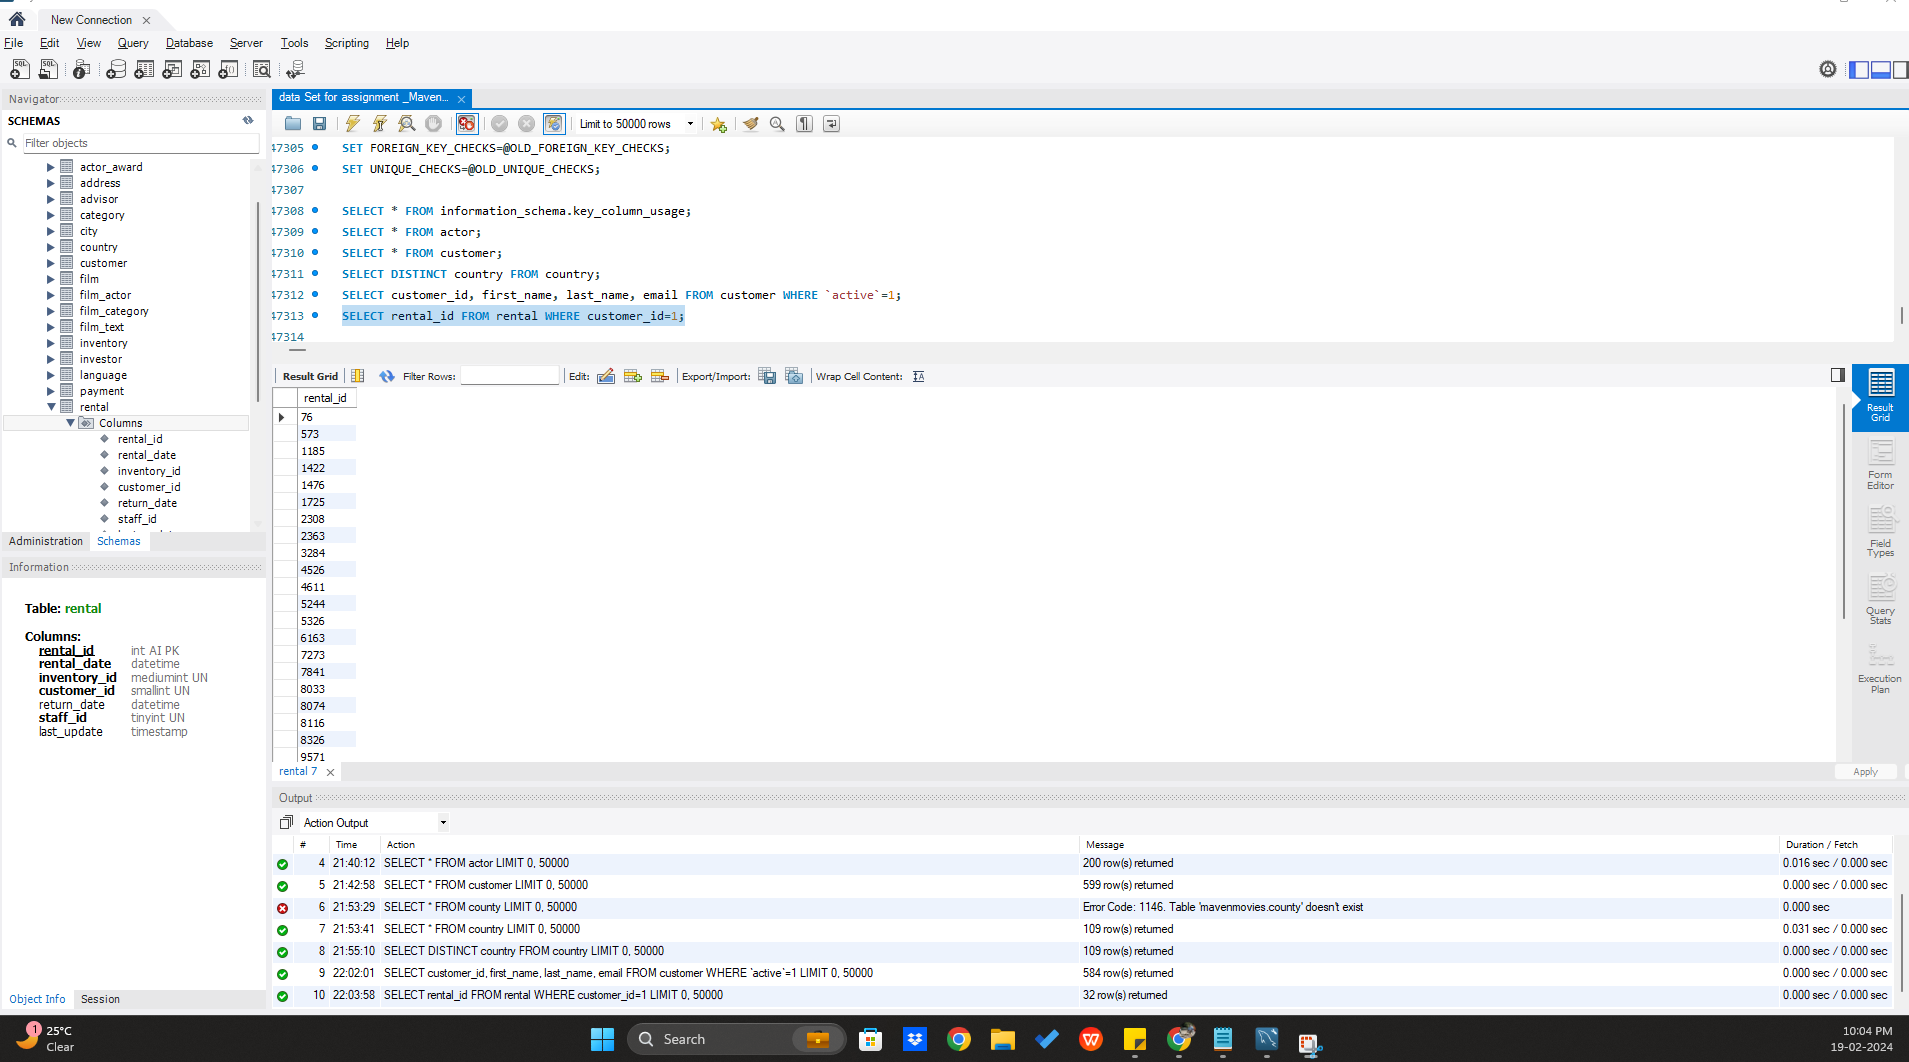 New Connection
File Edit View Query Database Server Tools Scripting Help
Navigator
SCHEMAS
Filter objects
actor_award
address
advisor
category
city
country
customer
film
film_actor
film_category
film_text
inventory
investor
language
payment
rental
Columns
rental_id
rental_date
inventory_id
customer_id
return_date
staff_id
Administration Schemas
Information
Table: rental
Columns:
rental_id int AI PK
rental_date datetime
inventory_id mediumint UN
customer_id smallint UN
return_date datetime
staff_id tinyint UN
last_update timestamp
Object Info Session
data Set for assignment _Maven...
Limit to 50000 rows
47305 SET FOREIGN_KEY_CHECKS=@OLD_FOREIGN_KEY_CHECKS;
47306 SET UNIQUE_CHECKS=@OLD_UNIQUE_CHECKS;
47307
47308 SELECT * FROM information_schema.key_column_usage;
47309 SELECT * FROM actor;
47310 SELECT * FROM customer;
47311 SELECT DISTINCT country FROM country;
47312 SELECT customer_id, first_name, last_name, email FROM customer WHERE `active`=1;
47313 SELECT rental_id FROM rental WHERE customer_id=1;
47314
Result Grid Filter Rows: Edit: Export/Import: Wrap Cell Content:
rental_id
76
573
1185
1422
1476
1725
2308
2363
3284
4526
4611
5244
5326
6163
7273
7841
8033
8074
8116
8326
9571
Result
Grid
Form
Editor
Field
Types
Query
Stats
Execution
Plan
rental 7
Apply
Output
Action Output
# Time Action Message Duration / Fetch
4 21:40:12 SELECT * FROM actor LIMIT 0, 50000 200 row(s) returned 0.016 sec / 0.000 sec
5 21:42:58 SELECT * FROM customer LIMIT 0, 50000 599 row(s) returned 0.000 sec / 0.000 sec
6 21:53:29 SELECT * FROM county LIMIT 0, 50000 Error Code: 1146. Table 'mavenmovies.county' doesn't exist 0.000 sec
7 21:53:41 SELECT * FROM country LIMIT 0, 50000 109 row(s) returned 0.031 sec / 0.000 sec
8 21:55:10 SELECT DISTINCT country FROM country LIMIT 0, 50000 109 row(s) returned 0.000 sec / 0.000 sec
9 22:02:01 SELECT customer_id, first_name, last_name, email FROM customer WHERE `active`=1 LIMIT 0, 50000 584 row(s) returned 0.000 sec / 0.000 sec
10 22:03:58 SELECT rental_id FROM rental WHERE customer_id=1 LIMIT 0, 50000 32 row(s) returned 0.000 sec / 0.000 sec
1
25°C
Clear
Search
10:04 PM
19-02-2024